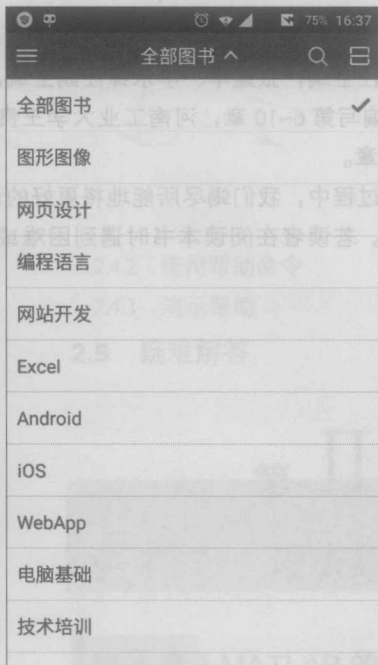 75% 16:37
全部图书
全部图书
图形图像
网页设计
编程语言
网站开发
Excel
Android
iOS
WebApp
电脑基础
技术培训